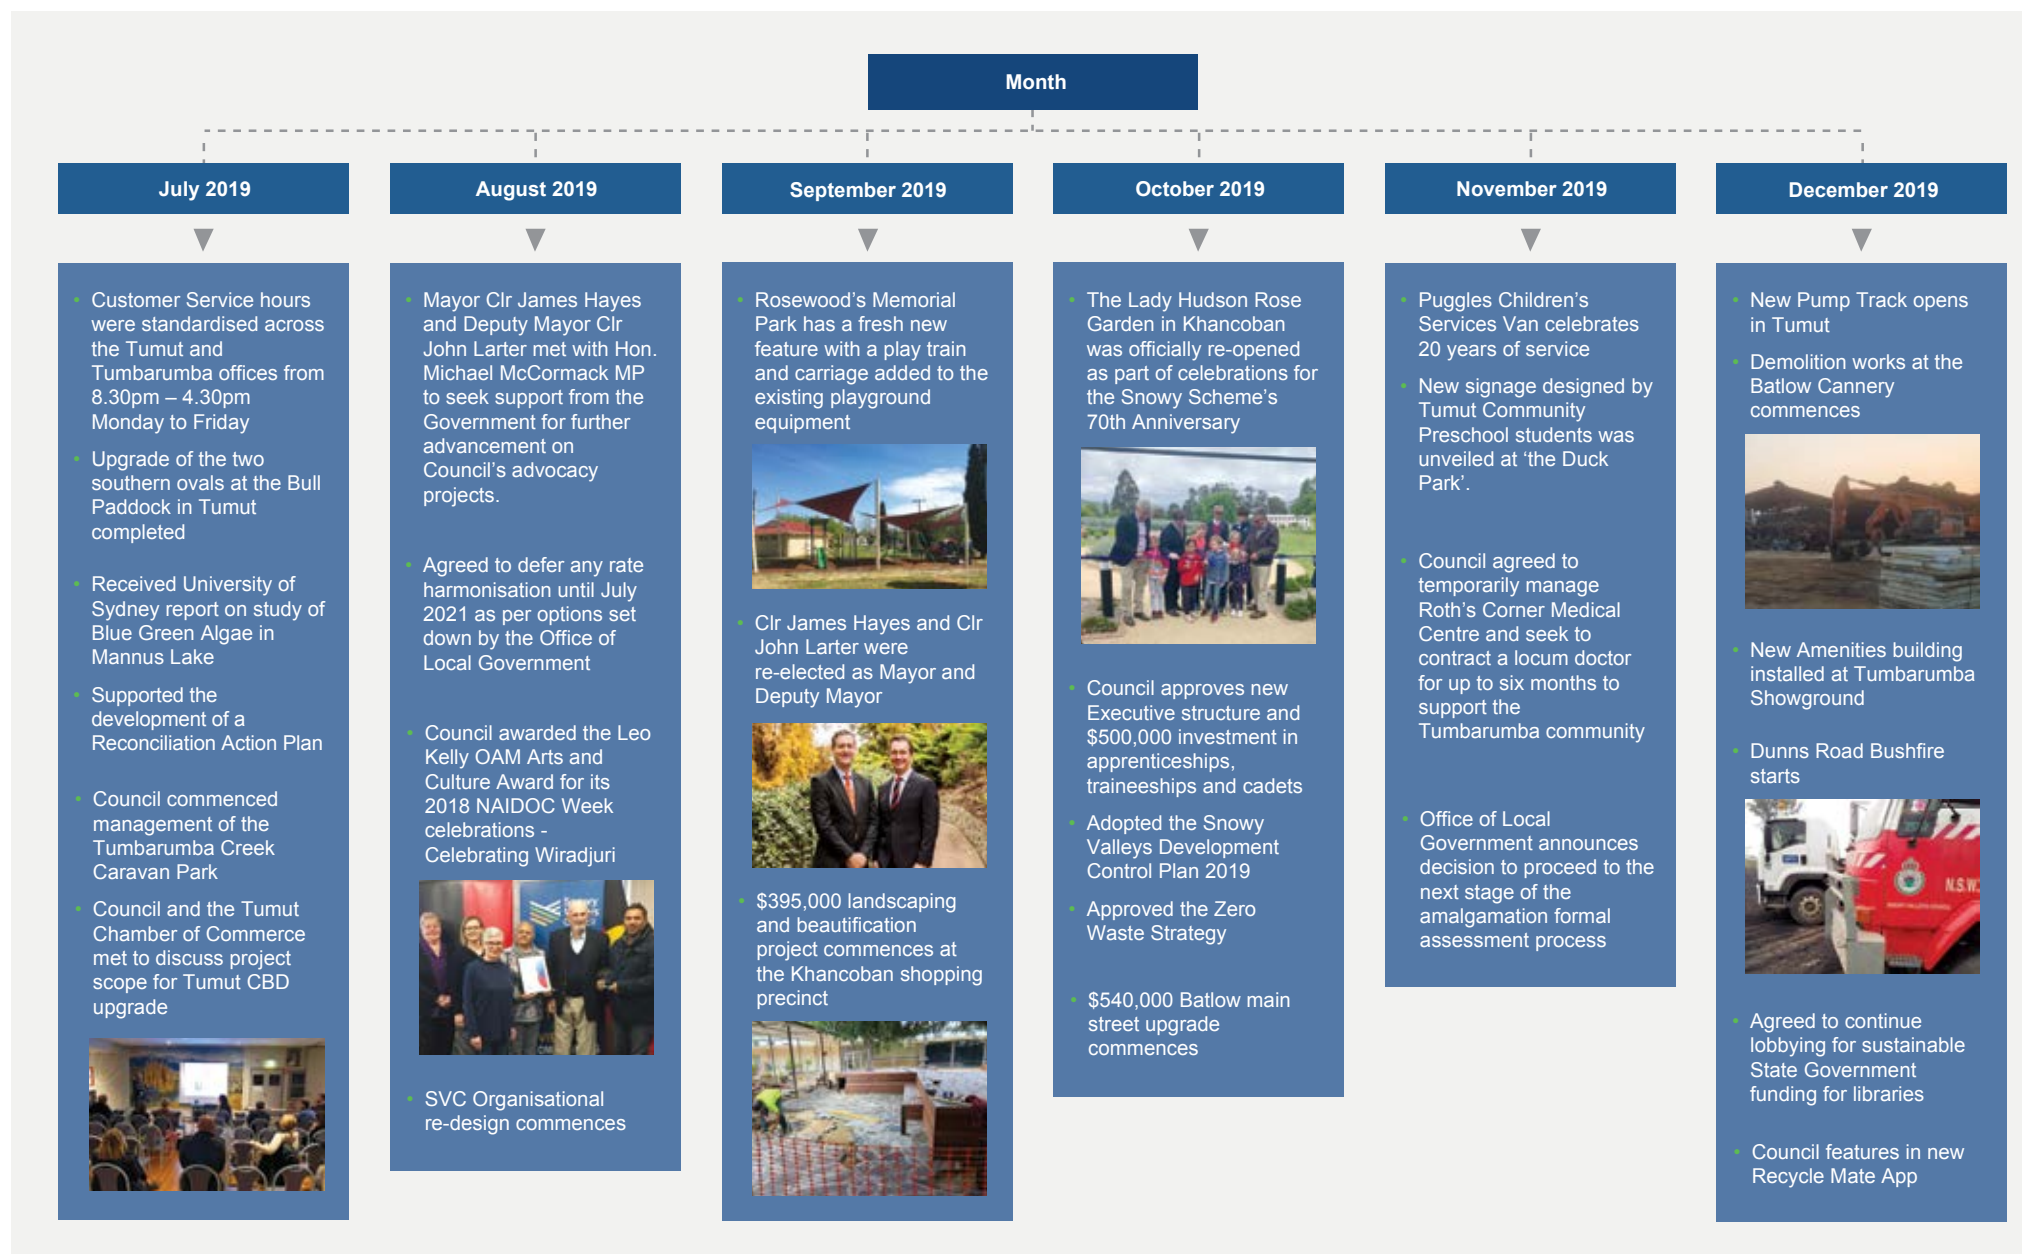 Month
July 2019
August 2019
September 2019
October 2019
November 2019
December 2019
• Customer Service hours
were standardised across
the Tumut and
Tumbarumba offices from
8.30pm – 4.30pm
Monday to Friday
• Upgrade of the two
southern ovals at the Bull
Paddock in Tumut
completed
• Received University of
Sydney report on study of
Blue Green Algae in
Mannus Lake
• Supported the
development of a
Reconciliation Action Plan
• Council commenced
management of the
Tumbarumba Creek
Caravan Park
• Council and the Tumut
Chamber of Commerce
met to discuss project
scope for Tumut CBD
upgrade
• Mayor Clr James Hayes
and Deputy Mayor Clr
John Larter met with Hon.
Michael McCormack MP
to seek support from the
Government for further
advancement on
Council’s advocacy
projects.
• Agreed to defer any rate
harmonisation until July
2021 as per options set
down by the Office of
Local Government
• Council awarded the Leo
Kelly OAM Arts and
Culture Award for its
2018 NAIDOC Week
celebrations -
Celebrating Wiradjuri
• SVC Organisational
re-design commences
• Rosewood’s Memorial
Park has a fresh new
feature with a play train
and carriage added to the
existing playground
equipment
• Clr James Hayes and Clr
John Larter were
re-elected as Mayor and
Deputy Mayor
• $395,000 landscaping
and beautification
project commences at
the Khancoban shopping
precinct
• The Lady Hudson Rose
Garden in Khancoban
was officially re-opened
as part of celebrations for
the Snowy Scheme’s
70th Anniversary
• Council approves new
Executive structure and
$500,000 investment in
apprenticeships,
traineeships and cadets
• Adopted the Snowy
Valleys Development
Control Plan 2019
• Approved the Zero
Waste Strategy
• $540,000 Batlow main
street upgrade
commences
• Puggles Children’s
Services Van celebrates
20 years of service
• New signage designed by
Tumut Community
Preschool students was
unveiled at ‘the Duck
Park’.
• Council agreed to
temporarily manage
Roth’s Corner Medical
Centre and seek to
contract a locum doctor
for up to six months to
support the
Tumbarumba community
• Office of Local
Government announces
decision to proceed to the
next stage of the
amalgamation formal
assessment process
• New Pump Track opens
in Tumut
• Demolition works at the
Batlow Cannery
commences
• New Amenities building
installed at Tumbarumba
Showground
• Dunns Road Bushfire
starts
N.S.W.
• Agreed to continue
lobbying for sustainable
State Government
funding for libraries
• Council features in new
Recycle Mate App